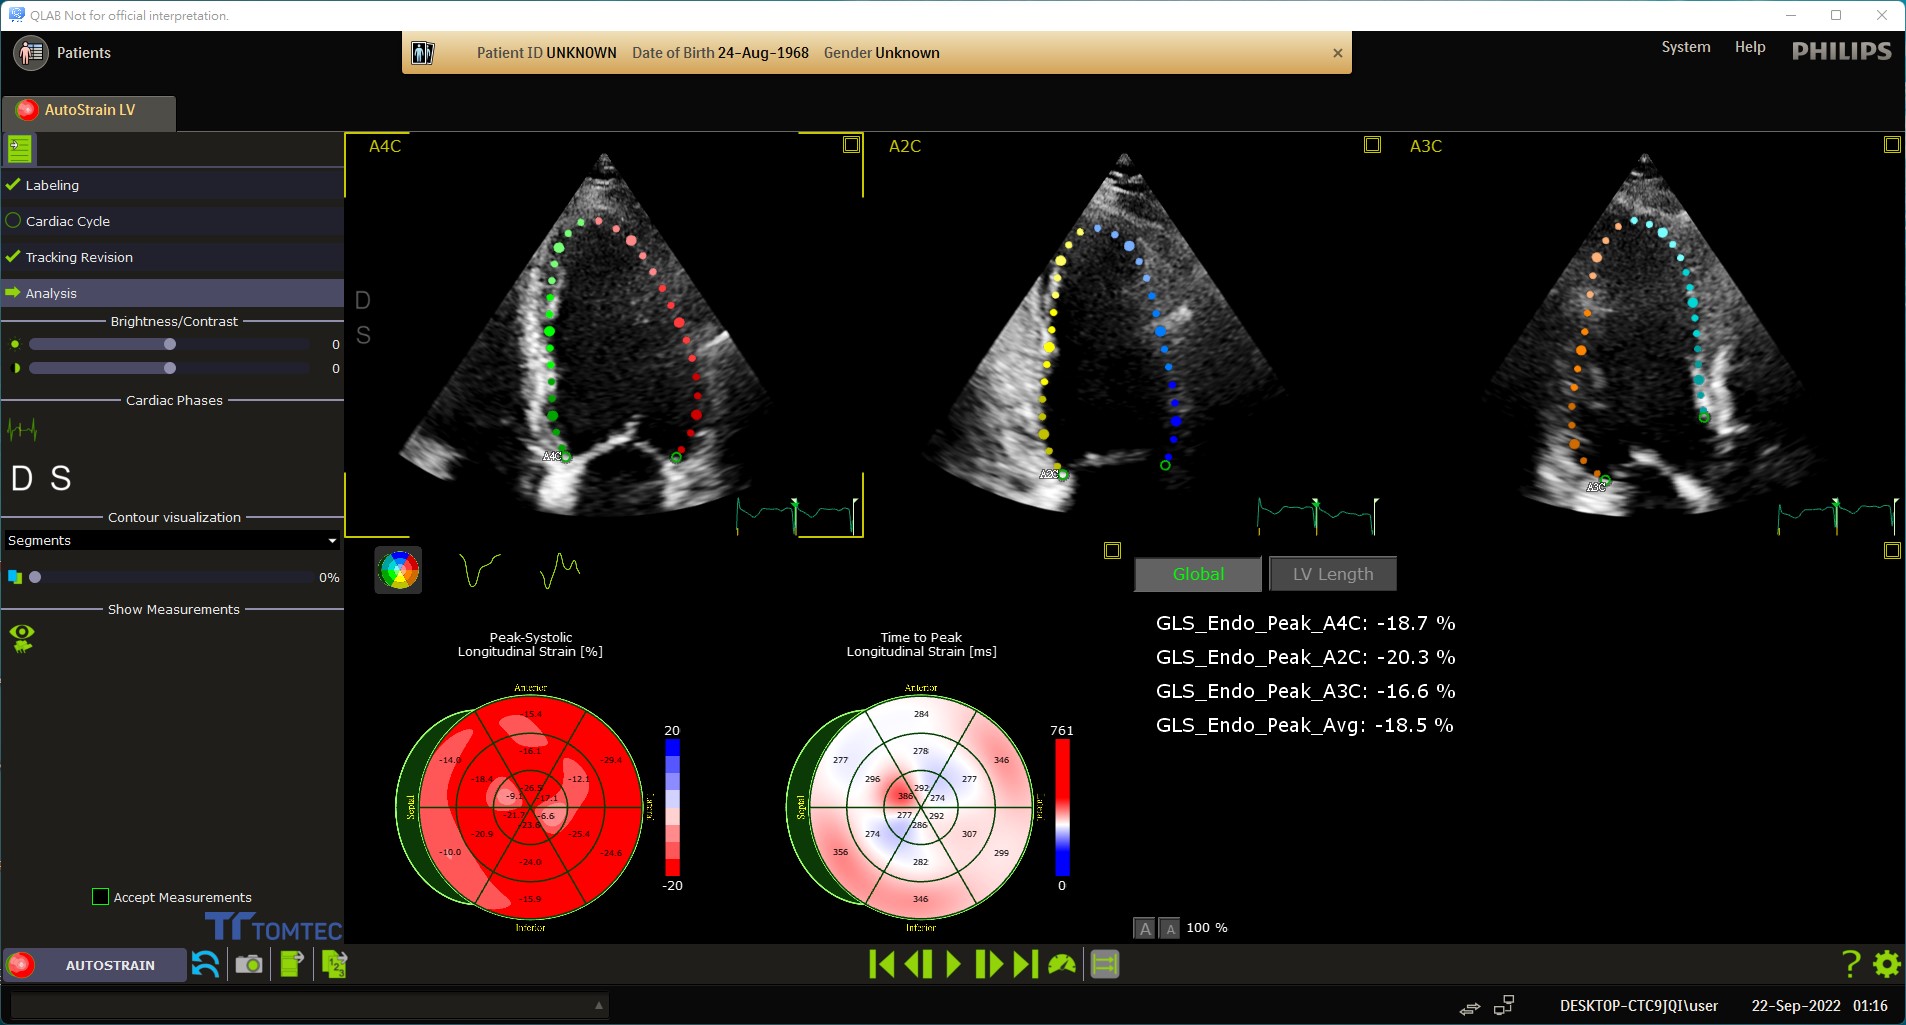 QLAB Not for official interpretation.
Patients
Patient ID UNKNOWN Date of Birth 24-Aug-1968 Gender Unknown
System Help PHILIPS
AutoStrain LV
Labeling
Cardiac Cycle
Tracking Revision
Analysis
Brightness/Contrast
0
0
Cardiac Phases
D S
Contour visualization
Segments
0%
Show Measurements
Accept Measurements
TOMTEC
AUTOSTRAIN
A4C
D
S
A4C
A2C
A2C
A3C
A3C
Peak-Systolic
Longitudinal Strain [%]
Anterior
-15.4
-16.1
-14.0
-29.4
-18.4
-12.1
-26.5
-9.1
-17.1
Septal
-21.7
-6.6
-23.8
-20.9
-25.4
-10.0
-24.6
-24.0
-15.9
Inferior
20
-20
Time to Peak
Longitudinal Strain [ms]
Anterior
284
278
277
346
296
277
292
386
274
Septal
277
292
286
274
307
356
299
282
346
Inferior
761
0
Global
LV Length
GLS_Endo_Peak_A4C: -18.7 %
GLS_Endo_Peak_A2C: -20.3 %
GLS_Endo_Peak_A3C: -16.6 %
GLS_Endo_Peak_Avg: -18.5 %
A A 100 %
DESKTOP-CTC9JQI\user 22-Sep-2022 01:16